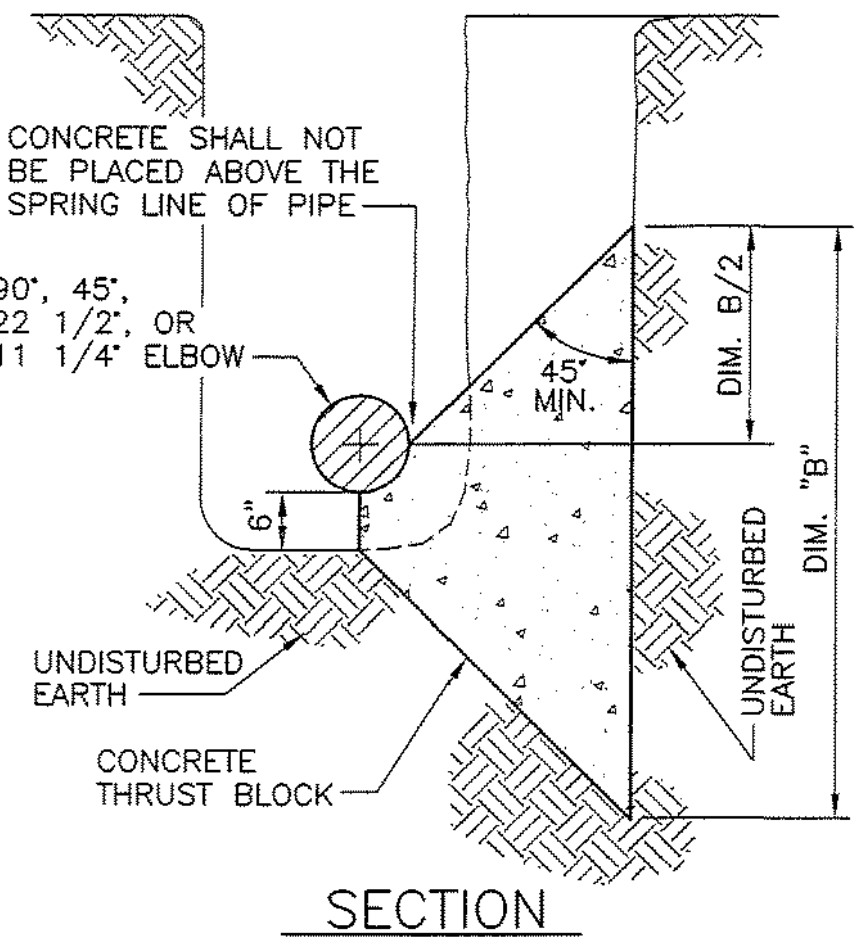 CONCRETE SHALL NOT
BE PLACED ABOVE THE
SPRING LINE OF PIPE
90°, 45°,
22 1/2°, OR
11 1/4° ELBOW
45°
MIN.
DIM. B/2
DIM. "B"
6"
UNDISTURBED
EARTH
UNDISTURBED
EARTH
CONCRETE
THRUST BLOCK
SECTION